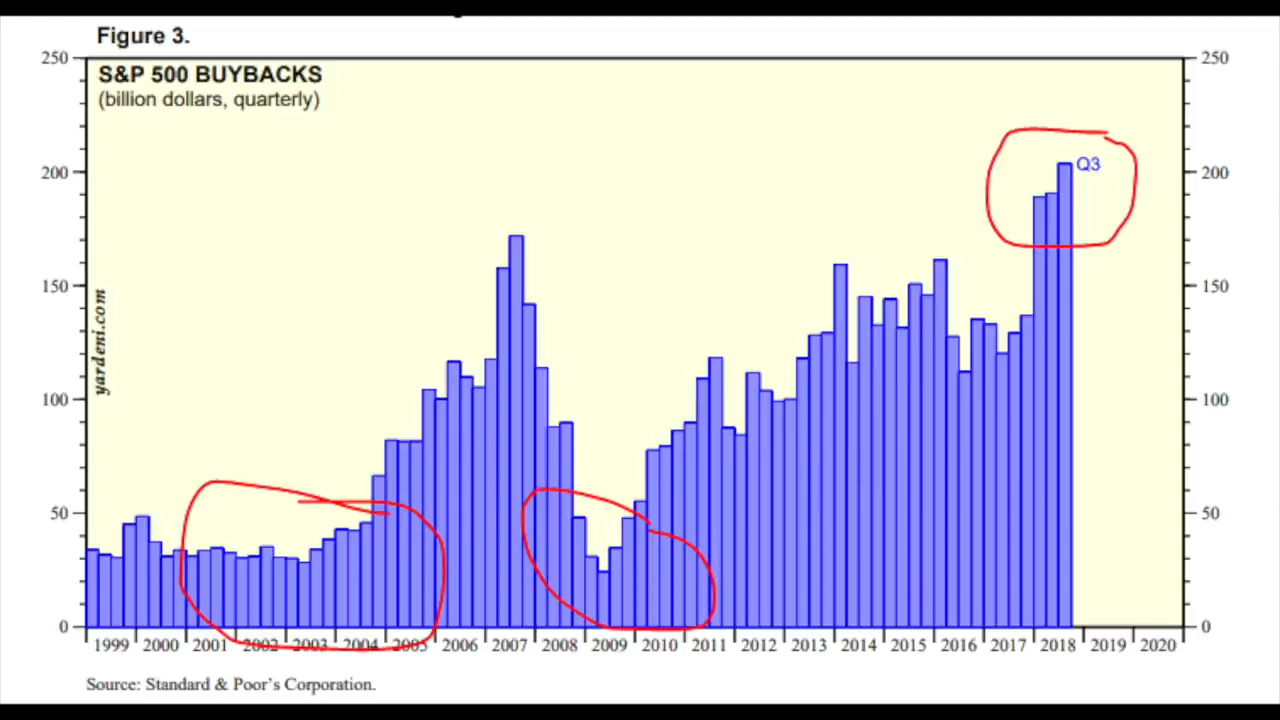 Figure 3.
250
250
S&P 500 BUYBACKS
(billion dollars, quarterly)
200
Q3
200
150
150
yardeni.com
100
100
50
50
0
0
1999 2000 2001 2002 2003 2004 2005 2006 2007 2008 2009 2010 2011 2012 2013 2014 2015 2016 2017 2018 2019 2020
Source: Standard & Poor's Corporation.